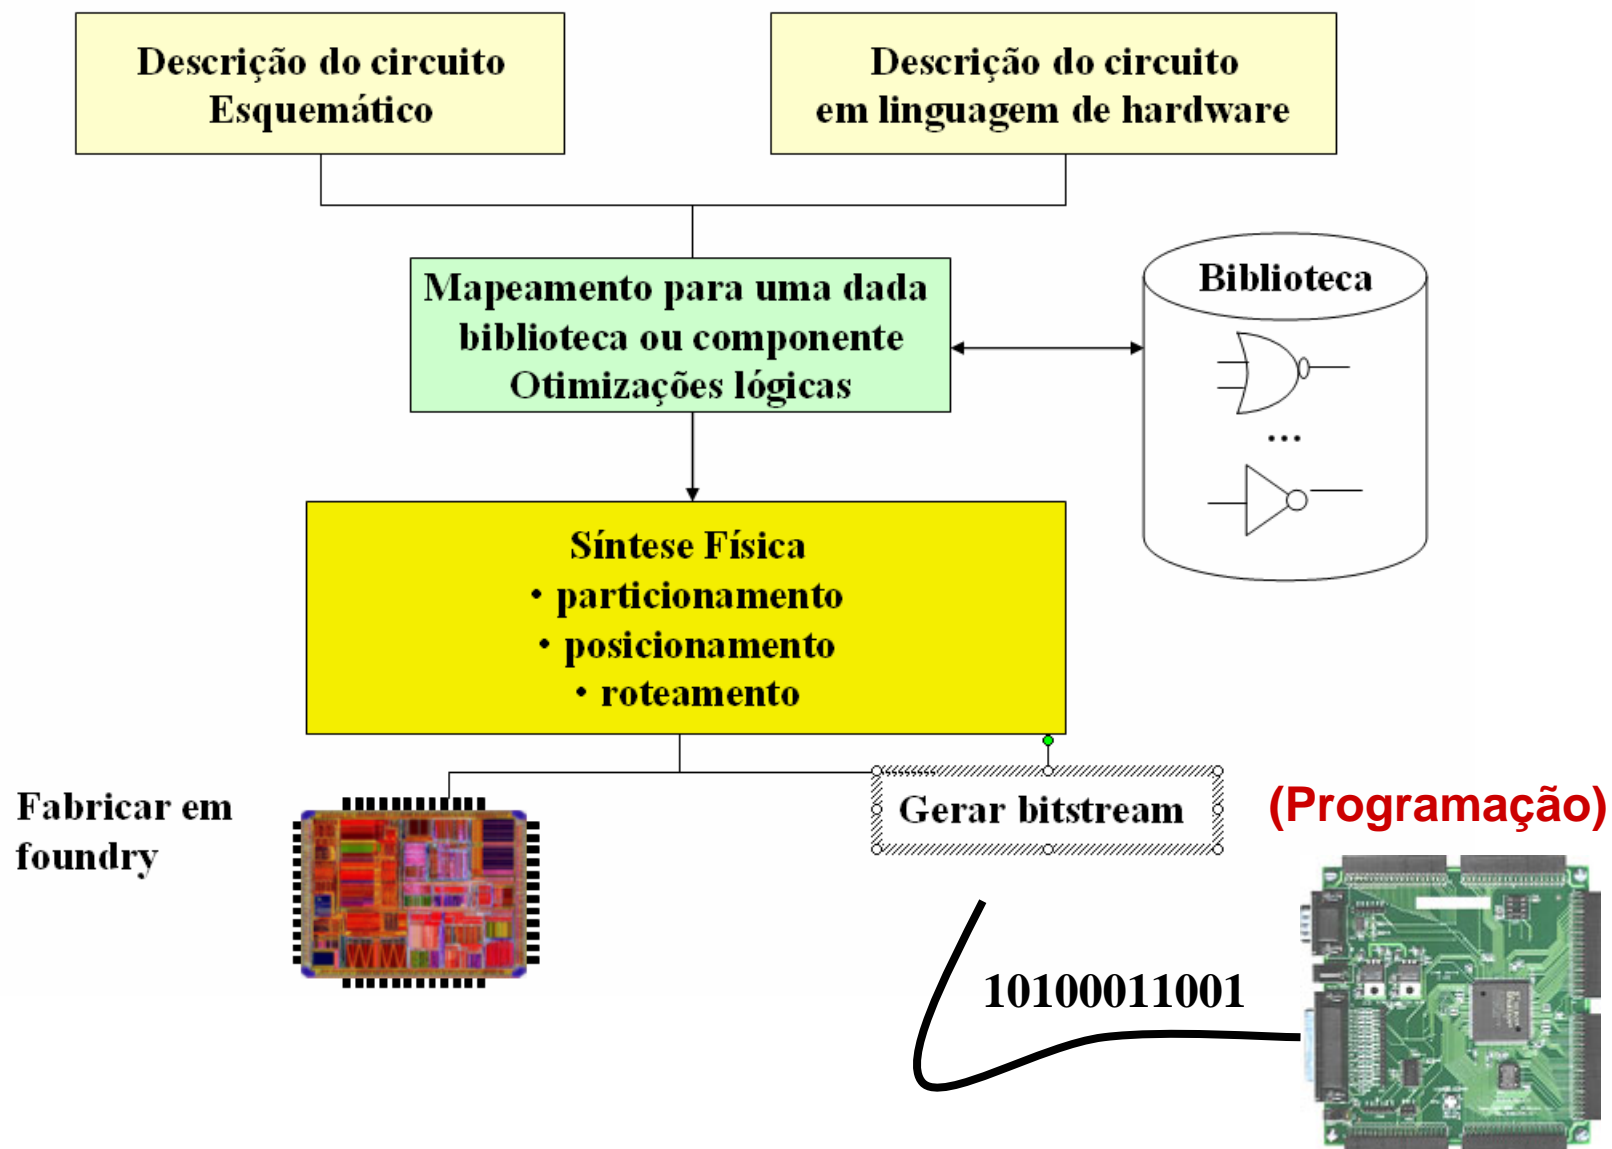 Descrição do circuito
Esquemático
Descrição do circuito
em linguagem de hardware
Mapeamento para uma dada
biblioteca ou componente
Otimizações lógicas
Biblioteca
...
Síntese Física
• particionamento
• posicionamento
• roteamento
Fabricar em
foundry
Gerar bitstream
(Programação)
10100011001